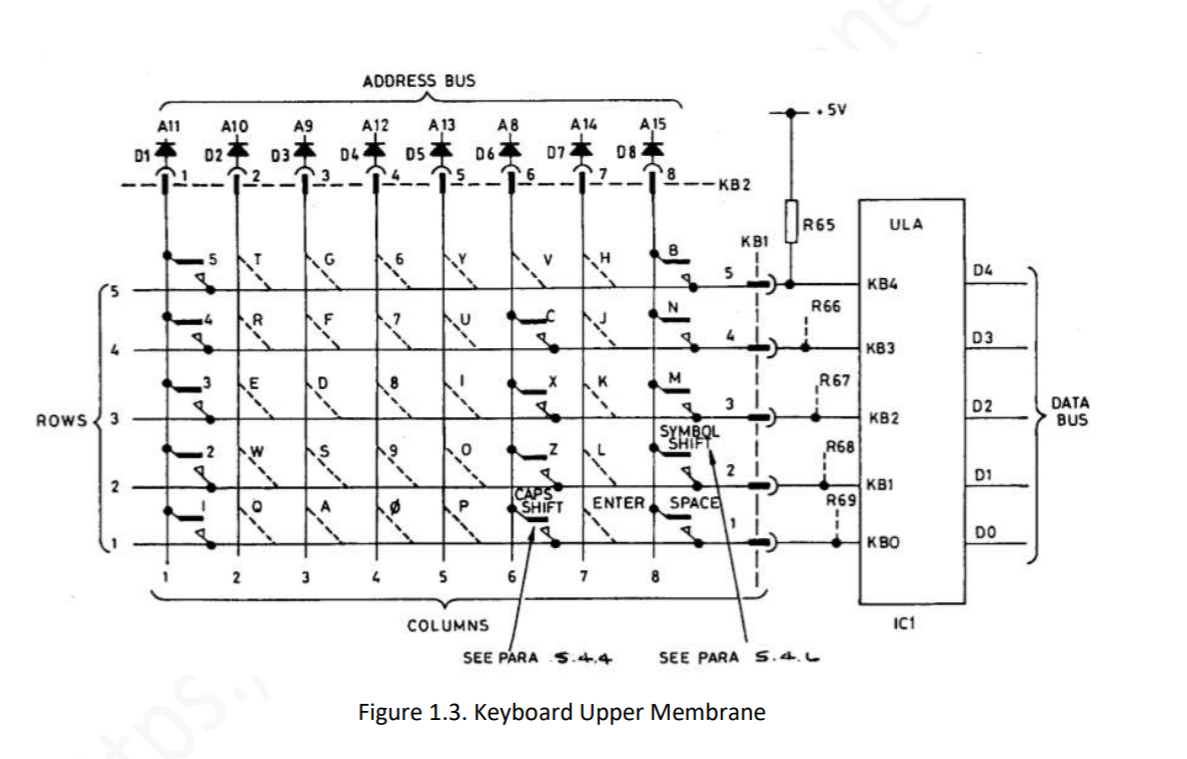 ADDRESS BUS
A11 A10 A9 A12 A13 A8 A14 A15
D1 D2 D3 D4 D5 D6 D7 D8
1 2 3 4 5 6 7 8 KB2
+5V
R65
ULA
KB1
5 T G 6 Y V H B
5 5 KB4 D4
R66
4 R F 7 U C J N
4 4 KB3 D3
R67
3 E D 8 I X K M
3 3 KB2 D2
ROWS
DATA
BUS
SYMBOL
SHIFT
R68
2 W S 9 O Z L
2 2 KB1 D1
R69
CAPS
SHIFT
1 Q A Ø P ENTER SPACE
1 1 KB0 D0
1 2 3 4 5 6 7 8
COLUMNS
IC1
SEE PARA 5.4.4 SEE PARA 5.4.6
Figure 1.3. Keyboard Upper Membrane